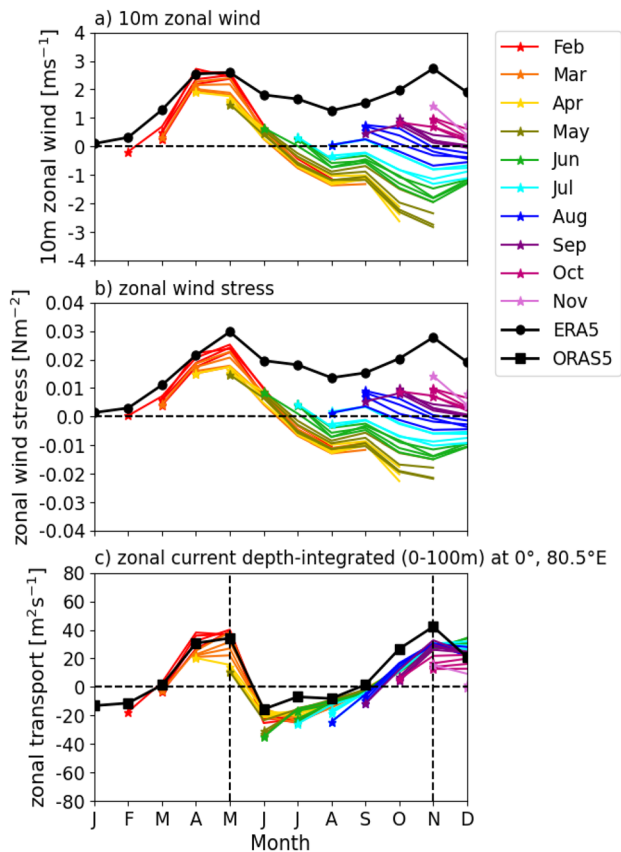 a) 10m zonal wind
10m zonal wind [ms⁻¹]
4
3
2
1
0
-1
-2
-3
-4
b) zonal wind stress
zonal wind stress [Nm⁻²]
0.04
0.03
0.02
0.01
0.0
-0.01
-0.02
-0.03
-0.04
c) zonal current depth-integrated (0-100m) at 0°, 80.5°E
zonal transport [m²s⁻¹]
80
60
40
20
0
-20
-40
-60
-80
J F M A M J J A S O N D
Month
Feb
Mar
Apr
May
Jun
Jul
Aug
Sep
Oct
Nov
ERA5
ORAS5